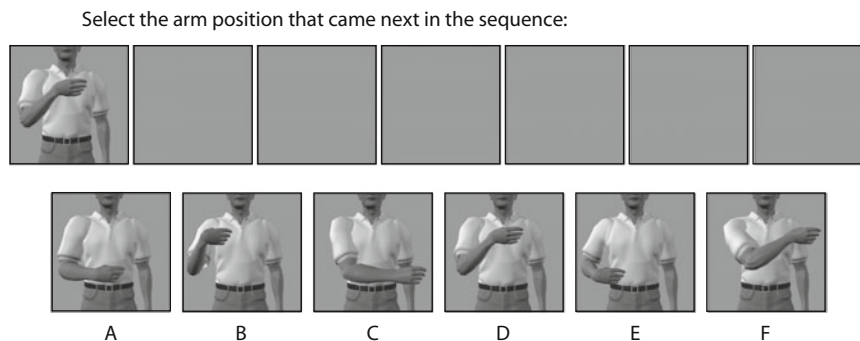 Select the arm position that came next in the sequence:
A B C D E F